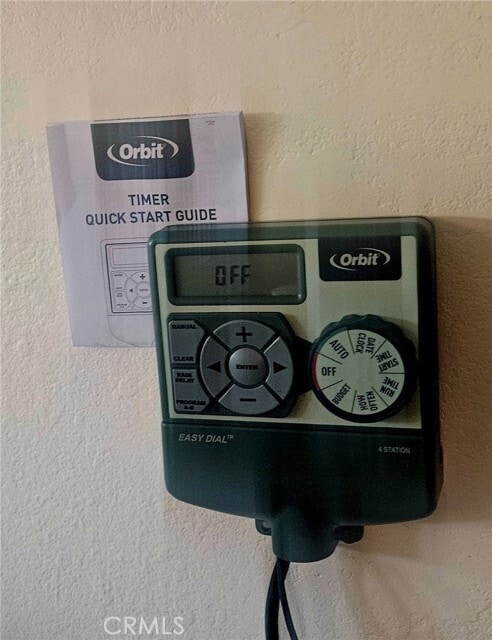 Orbit
TIMER
QUICK START GUIDE
OFF
Orbit
MANUAL
CLEAR
RAIN
DELAY
PROGRAM
A-B
ENTER
AUTO
DATE
CLOCK
START
TIME
RUN
TIME
HOW
OFTEN
BUDGET
OFF
EASY DIAL™
4 STATION
CRMLS